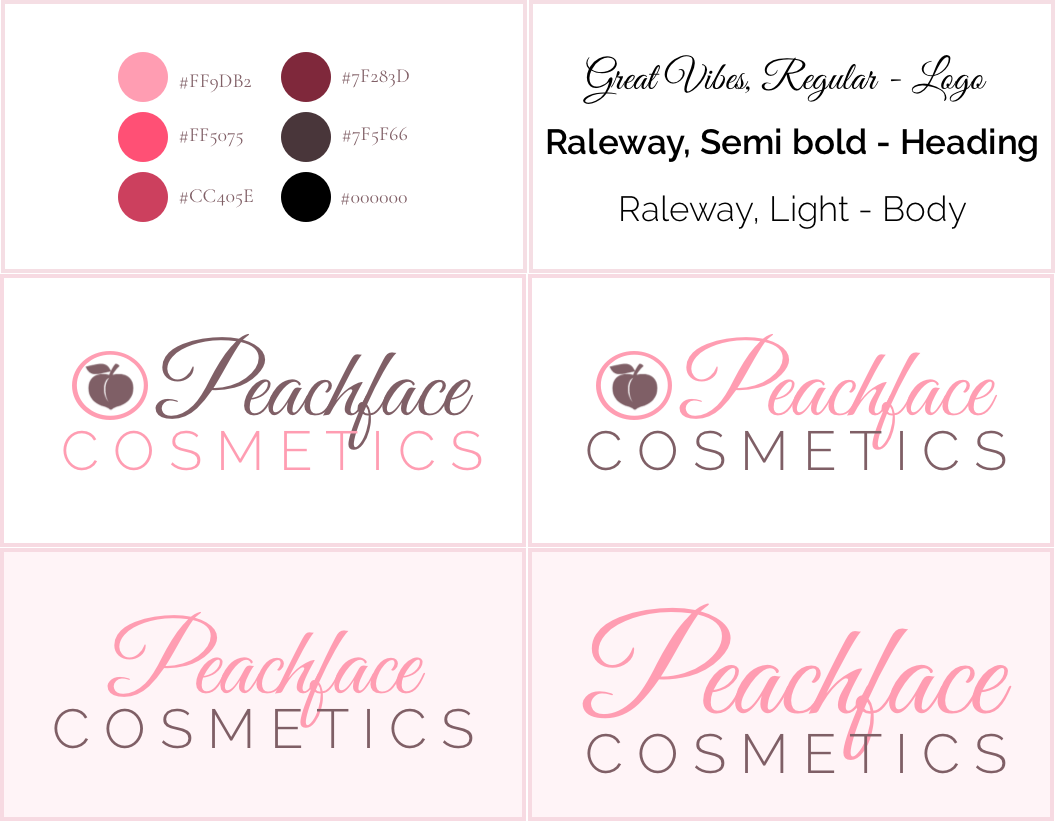 #FF9DB2
#7F283D
#FF5075
#7F5F66
#CC405E
#000000
Great Vibes, Regular - Logo
Raleway, Semi bold - Heading
Raleway, Light - Body
Peachface
COSMETICS
Peachface
COSMETICS
Peachface
COSMETICS
Peachface
COSMETICS